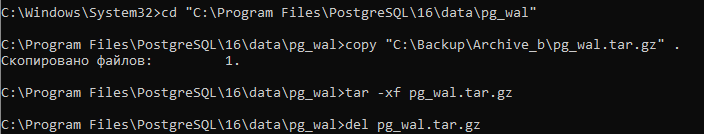 C:\Windows\System32>cd "C:\Program Files\PostgreSQL\16\data\pg_wal"
C:\Program Files\PostgreSQL\16\data\pg_wal>copy "C:\Backup\Archive_b\pg_wal.tar.gz" .
Скопировано файлов:         1.
C:\Program Files\PostgreSQL\16\data\pg_wal>tar -xf pg_wal.tar.gz
C:\Program Files\PostgreSQL\16\data\pg_wal>del pg_wal.tar.gz